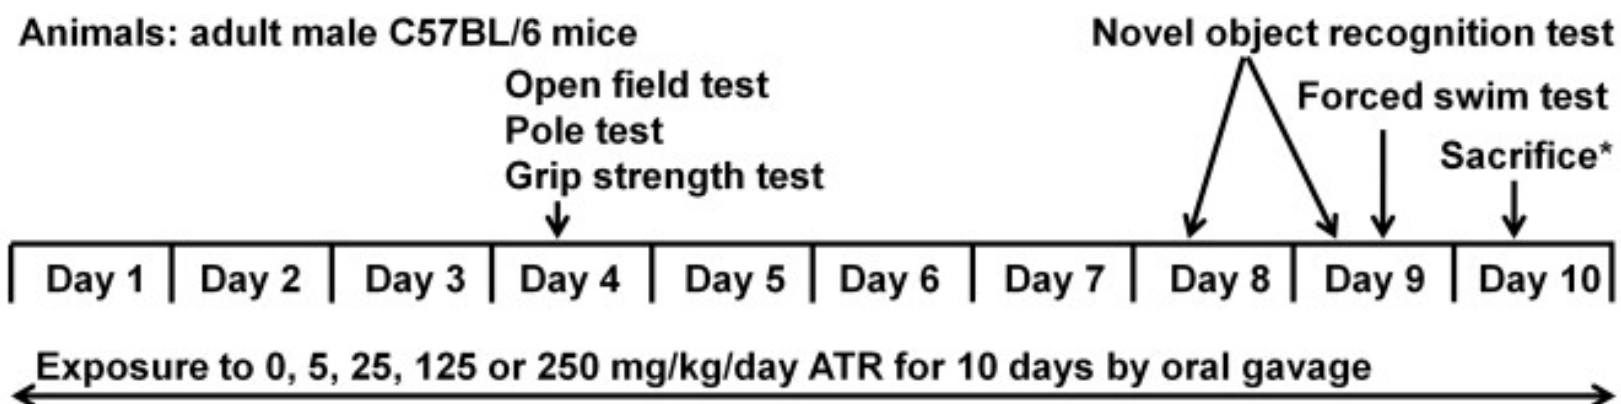 Animals: adult male C57BL/6 mice
Open field test
Pole test
Grip strength test
Novel object recognition test
Forced swim test
Sacrifice*
Day 1 Day 2 Day 3 Day 4 Day 5 Day 6 Day 7 Day 8 Day 9 Day 10
Exposure to 0, 5, 25, 125 or 250 mg/kg/day ATR for 10 days by oral gavage